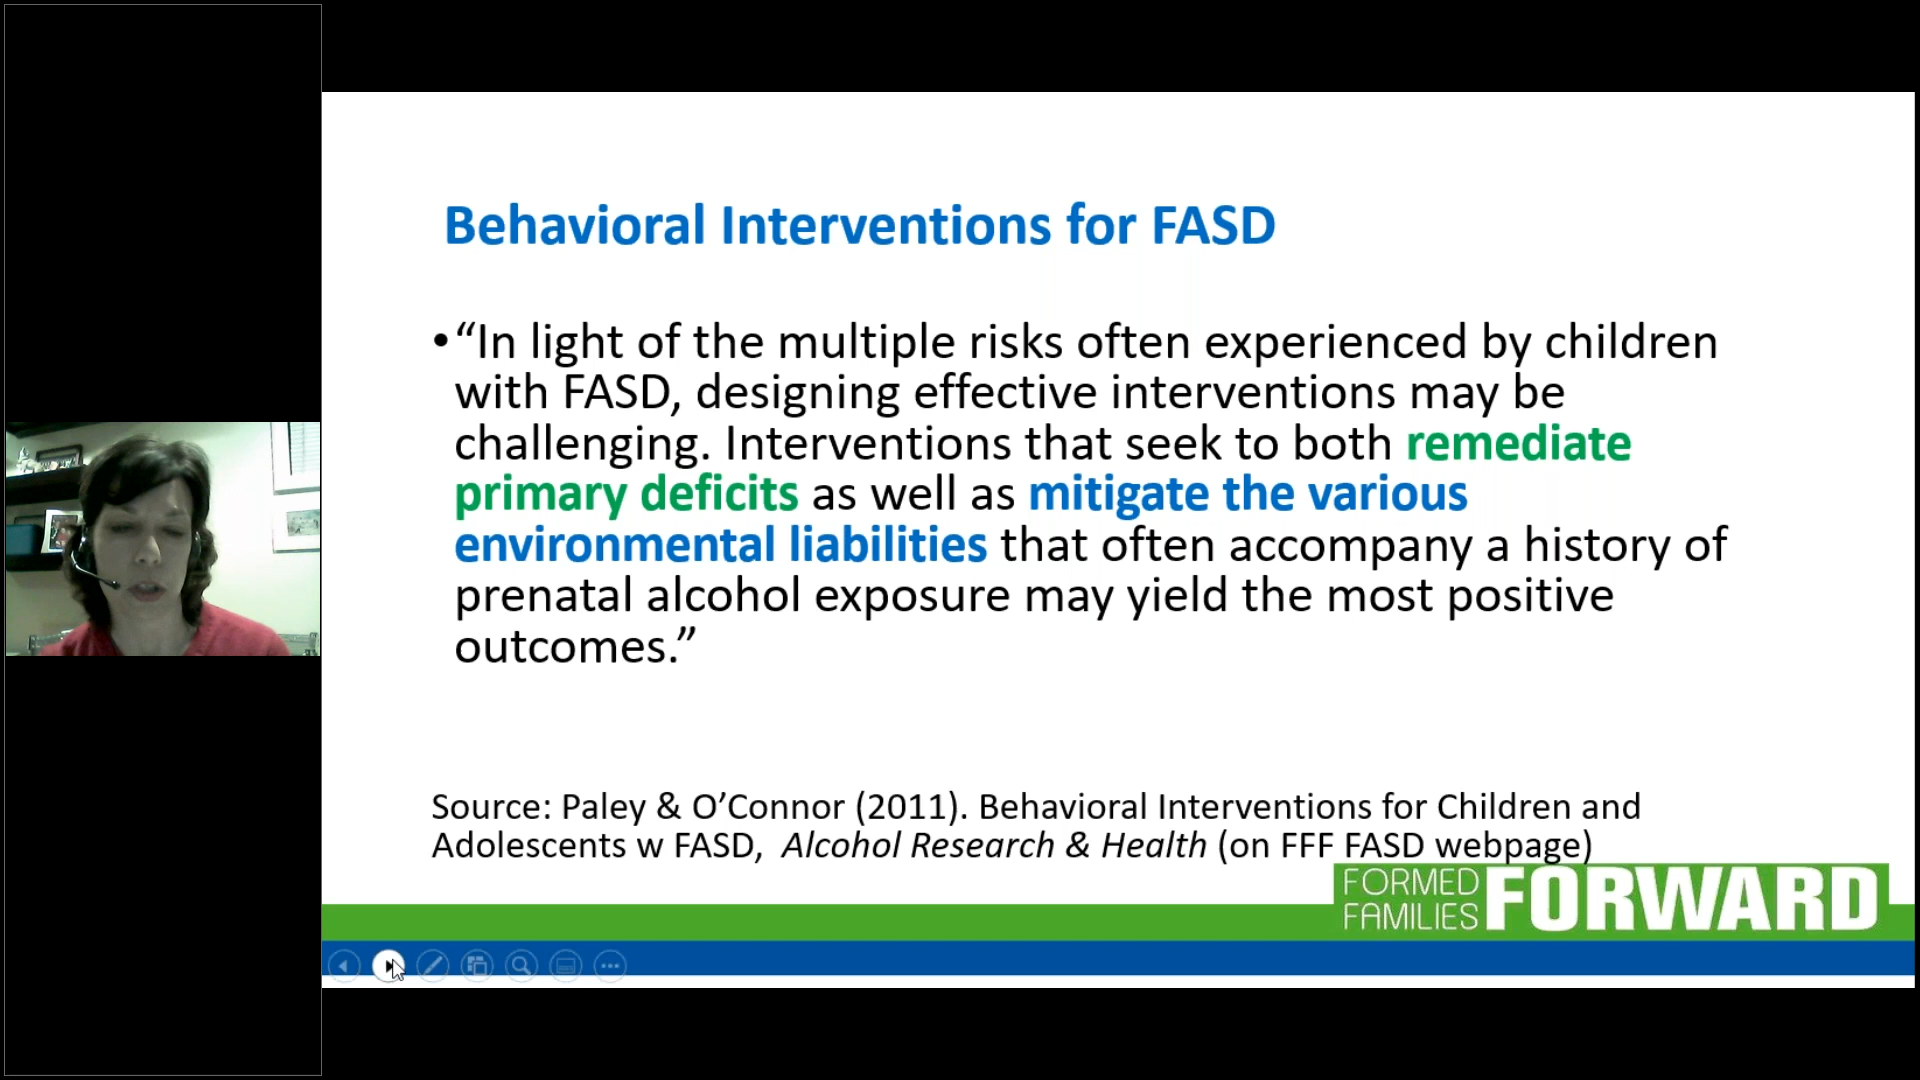 Behavioral Interventions for FASD
•“In light of the multiple risks often experienced by children
with FASD, designing effective interventions may be
challenging. Interventions that seek to both remediate
primary deficits as well as mitigate the various
environmental liabilities that often accompany a history of
prenatal alcohol exposure may yield the most positive
outcomes.”
Source: Paley & O’Connor (2011). Behavioral Interventions for Children and
Adolescents w FASD, Alcohol Research & Health (on FFF FASD webpage)
FORMED
FAMILIES
FORWARD